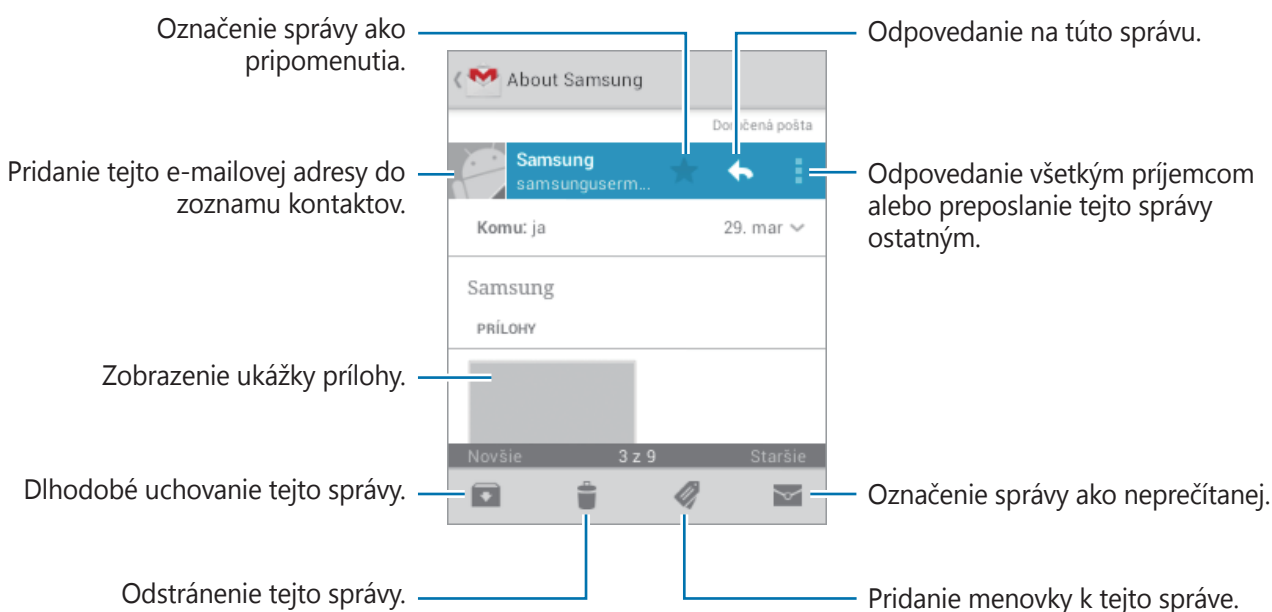 Označenie správy ako
pripomenutia.
Odpovedanie na túto správu.
About Samsung
Doručená pošta
Pridanie tejto e-mailovej adresy do
zoznamu kontaktov.
Samsung
samsunguserm...
Odpovedanie všetkým príjemcom
alebo preposlanie tejto správy
ostatným.
Komu: ja
29. mar
Samsung
PRÍLOHY
Zobrazenie ukážky prílohy.
Novšie
3 z 9
Staršie
Dlhodobé uchovanie tejto správy.
Označenie správy ako neprečítanej.
Odstránenie tejto správy.
Pridanie menovky k tejto správe.